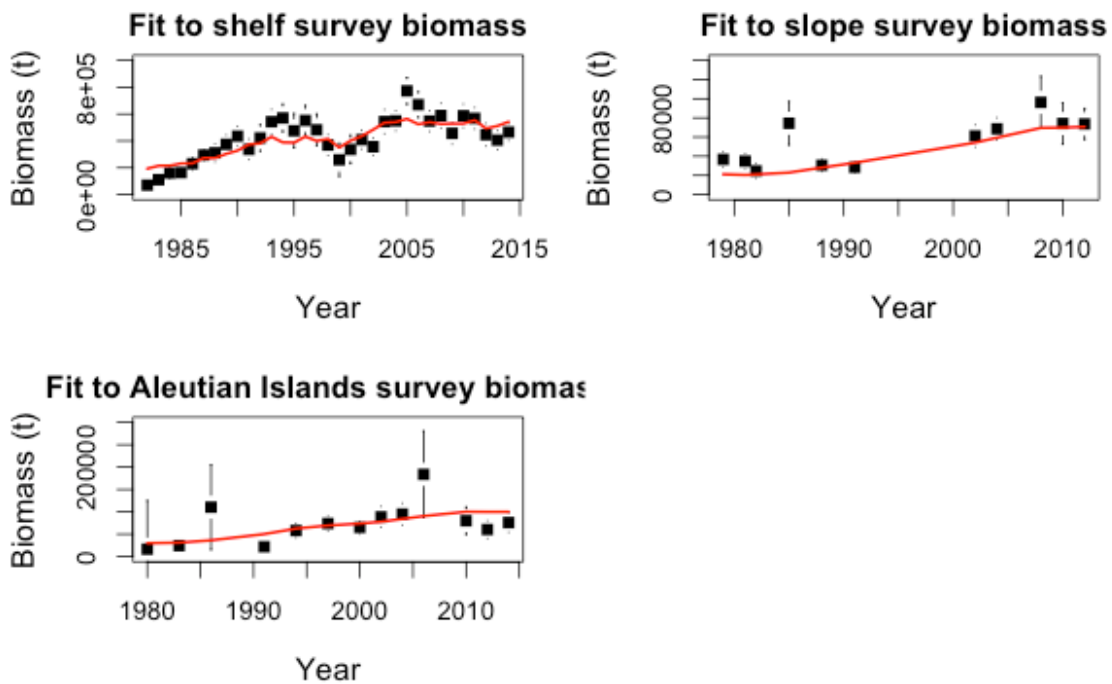 Fit to shelf survey biomass
Biomass (t)
8e+05
0e+00
1985 1995 2005 2015
Year
Fit to slope survey biomass
Biomass (t)
80000
0
1980 1990 2000 2010
Year
Fit to Aleutian Islands survey biomas
Biomass (t)
2000000
0
1980 1990 2000 2010
Year